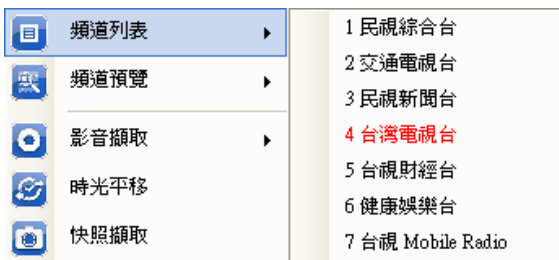 頻道列表
頻道預覽
影音擷取
時光平移
快照擷取
1 民視綜合台
2 交通電視台
3 民視新聞台
4 台灣電視台
5 台視財經台
6 健康娛樂台
7 台視 Mobile Radio